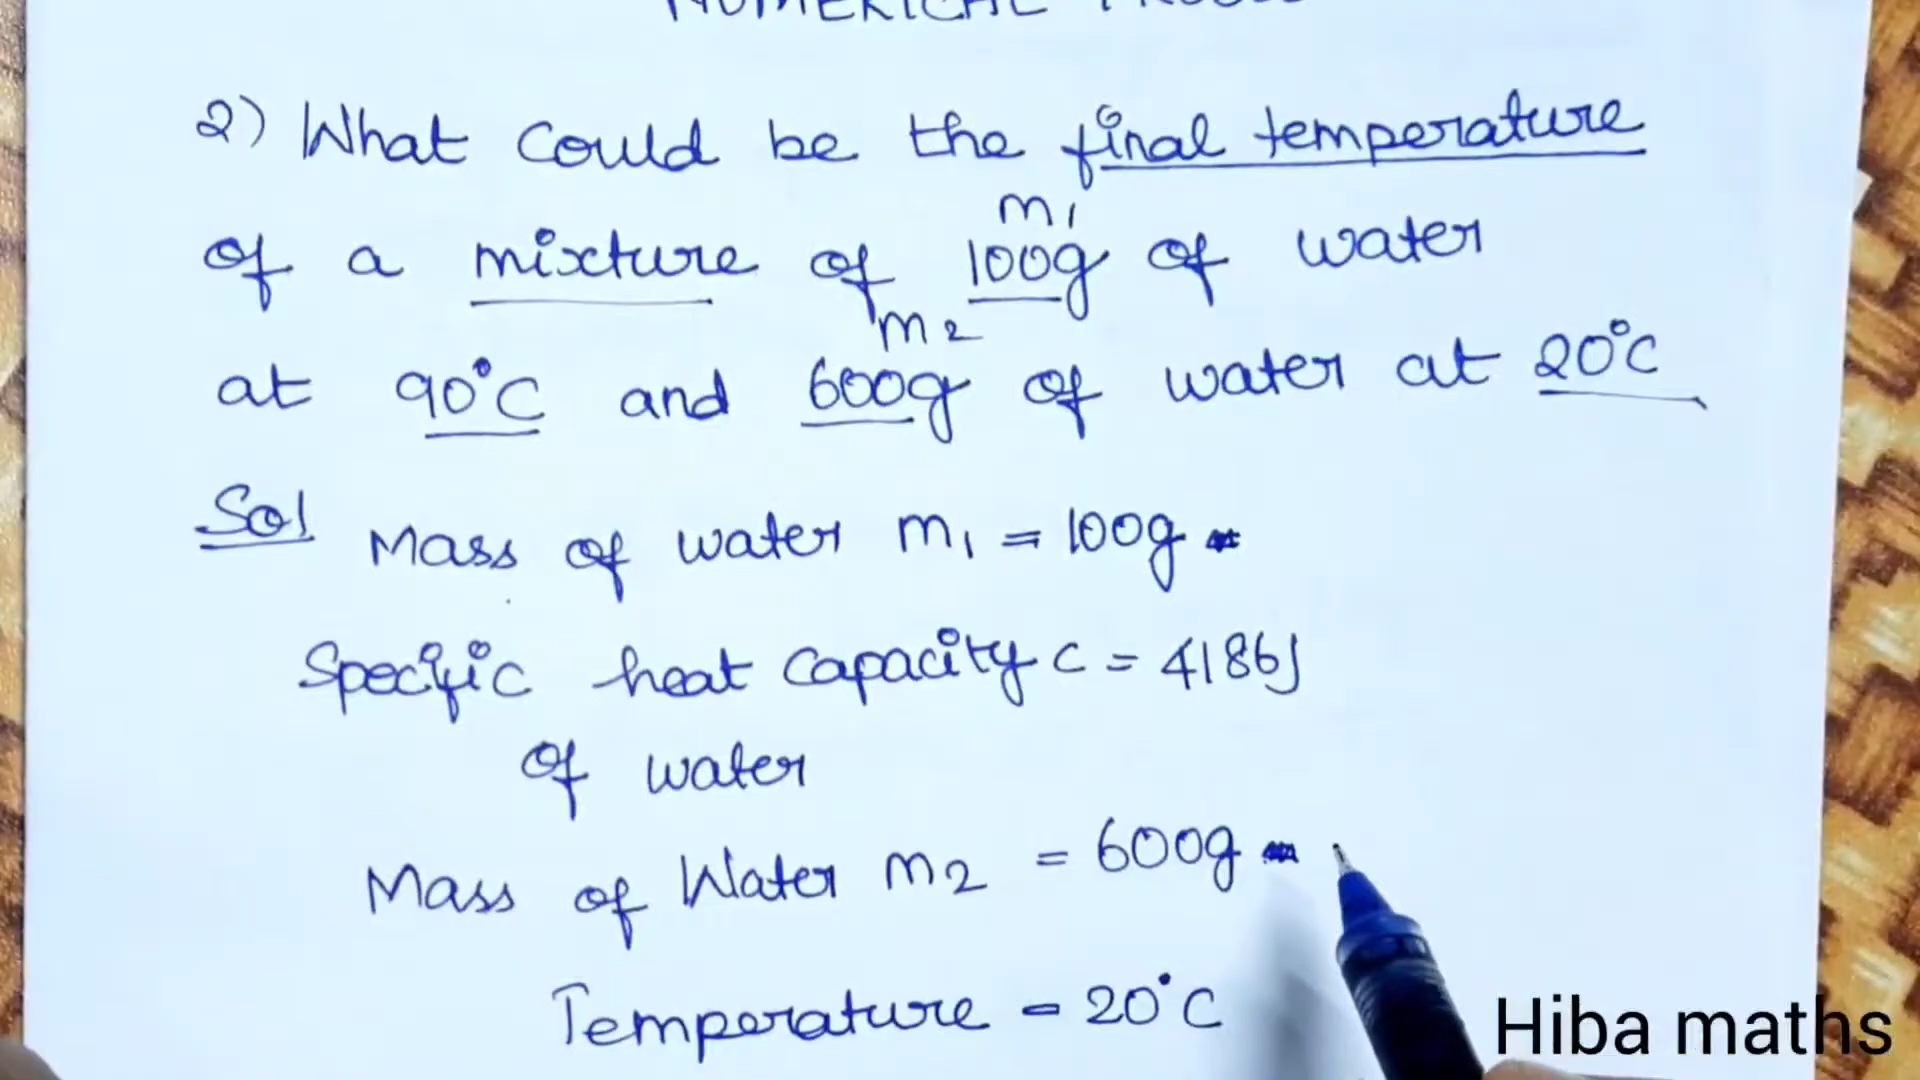 2) What could be the final temperature
m1
of a mixture of 100g of water
m2
at 90°C and 600g of water at 20°C
Sol Mass of water m1 = 100g
Specific heat capacity c = 4186J
of water
Mass of Water m2 = 600g
Temperature - 20°C
Hiba maths